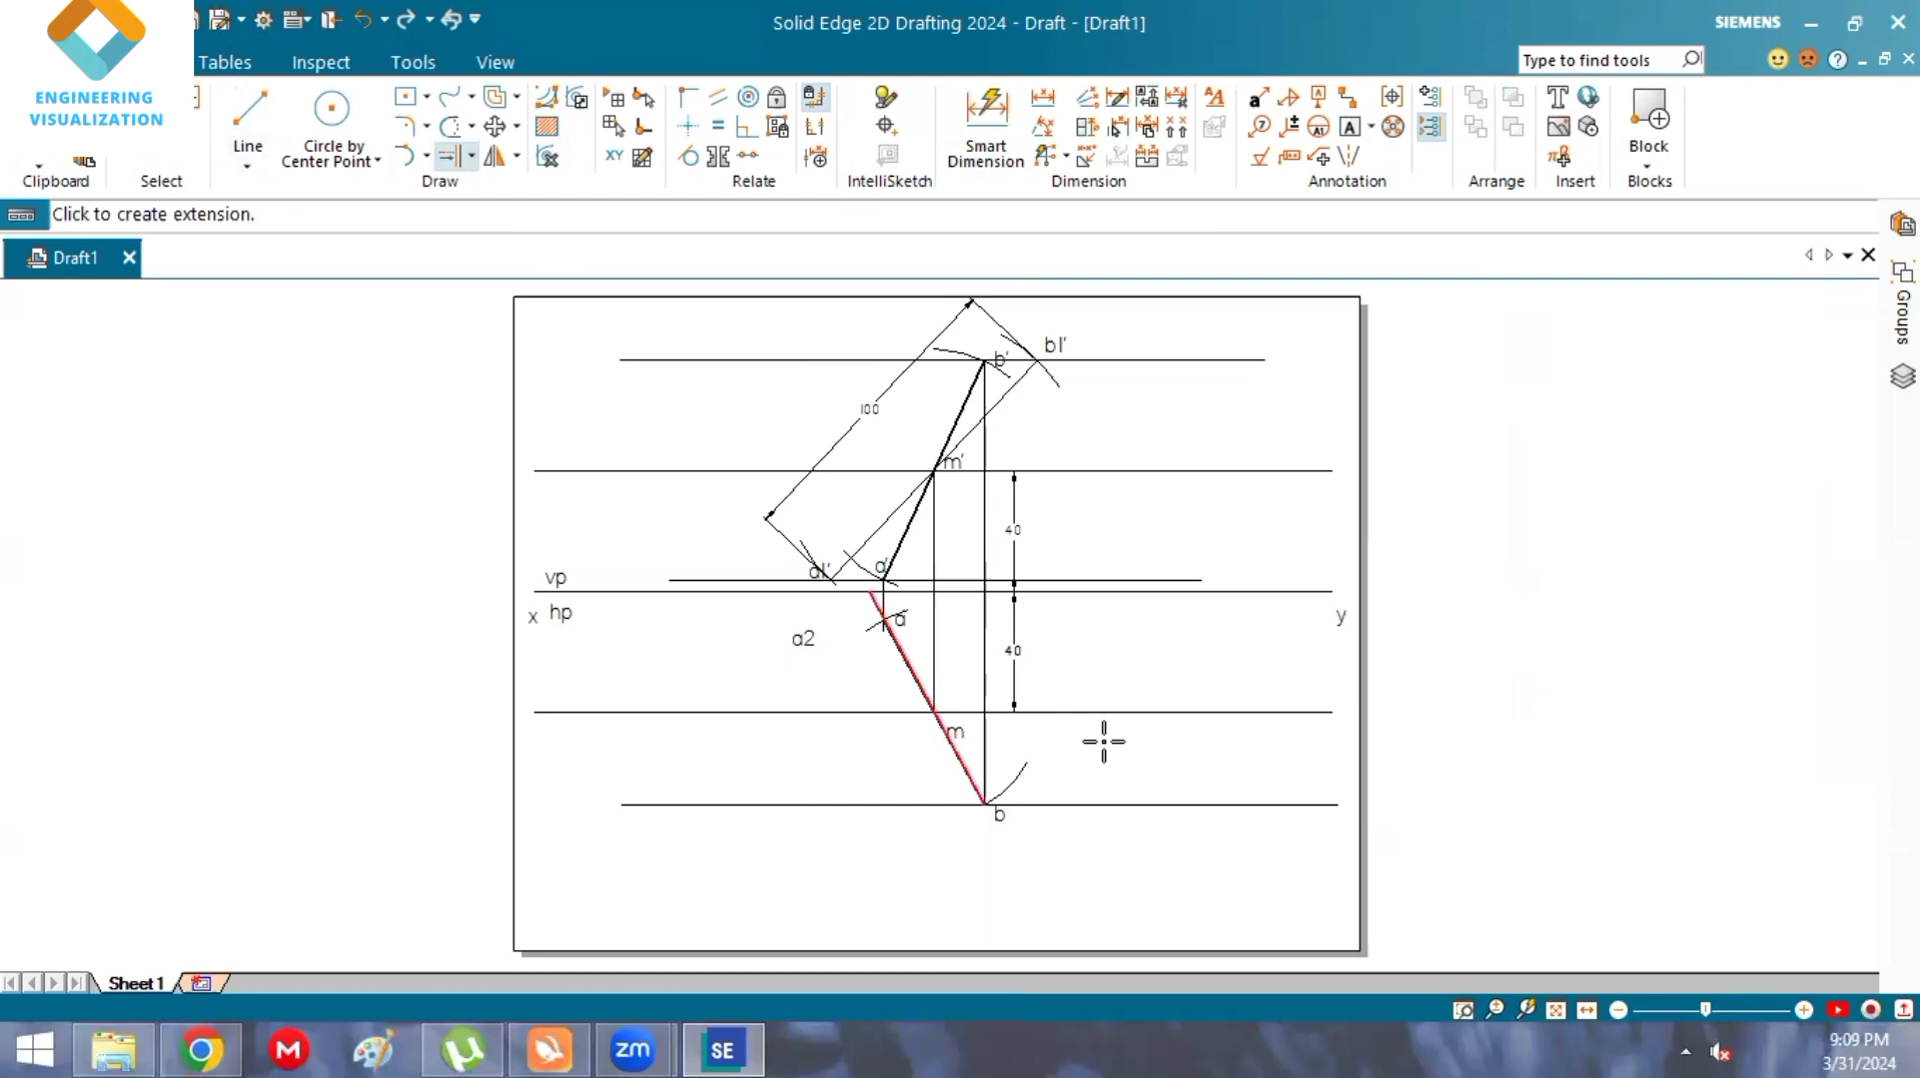 Solid Edge 2D Drafting 2024 - Draft - [Draft1]
SIEMENS
ENGINEERING
VISUALIZATION
Tables
Inspect
Tools
View
Type to find tools
Line
Circle by
Center Point
XY
Smart
Dimension
Block
Clipboard
Select
Draw
Relate
IntelliSketch
Dimension
Annotation
Arrange
Insert
Blocks
Click to create extension.
Draft1
Groups
b'
b1'
100
m'
40
a1'
a'
vp
x
hp
y
a
a2
40
m
b
Sheet1
zm
SE
9:09 PM
3/31/2024